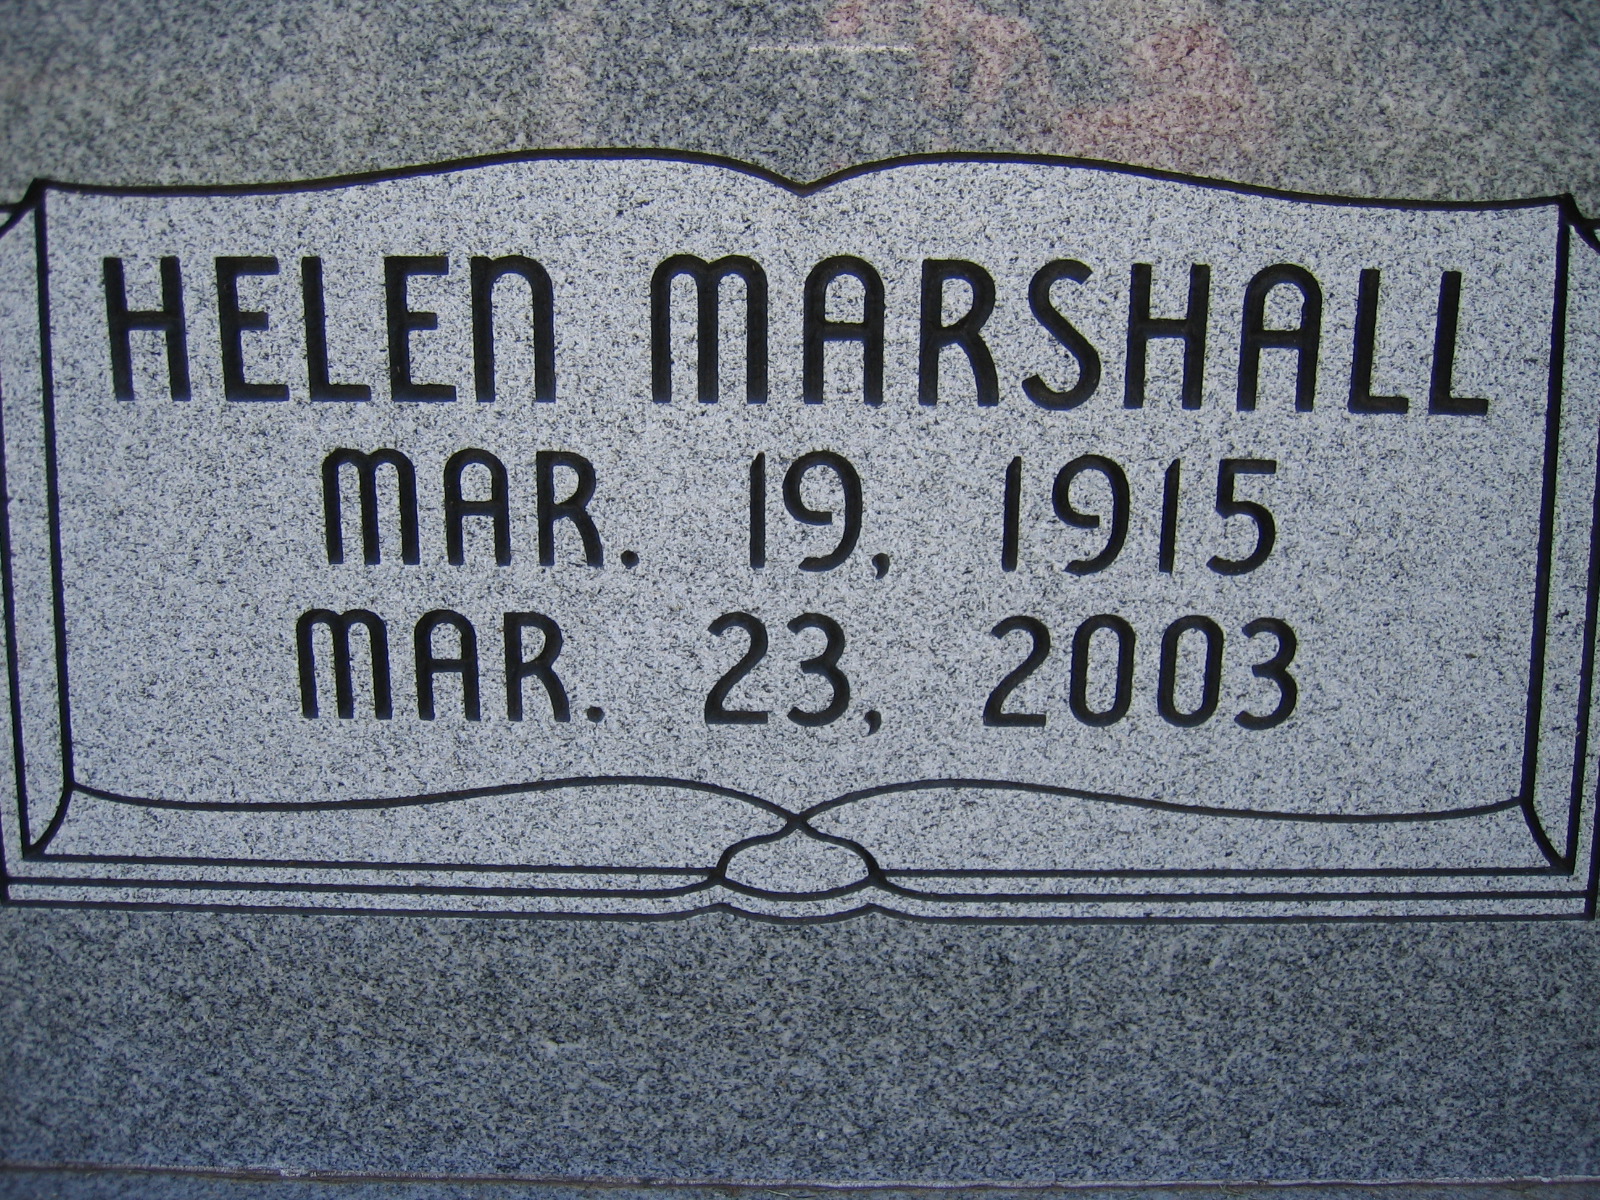 HELEN MARSHALL
MAR. 19, 1915
MAR. 23, 2003